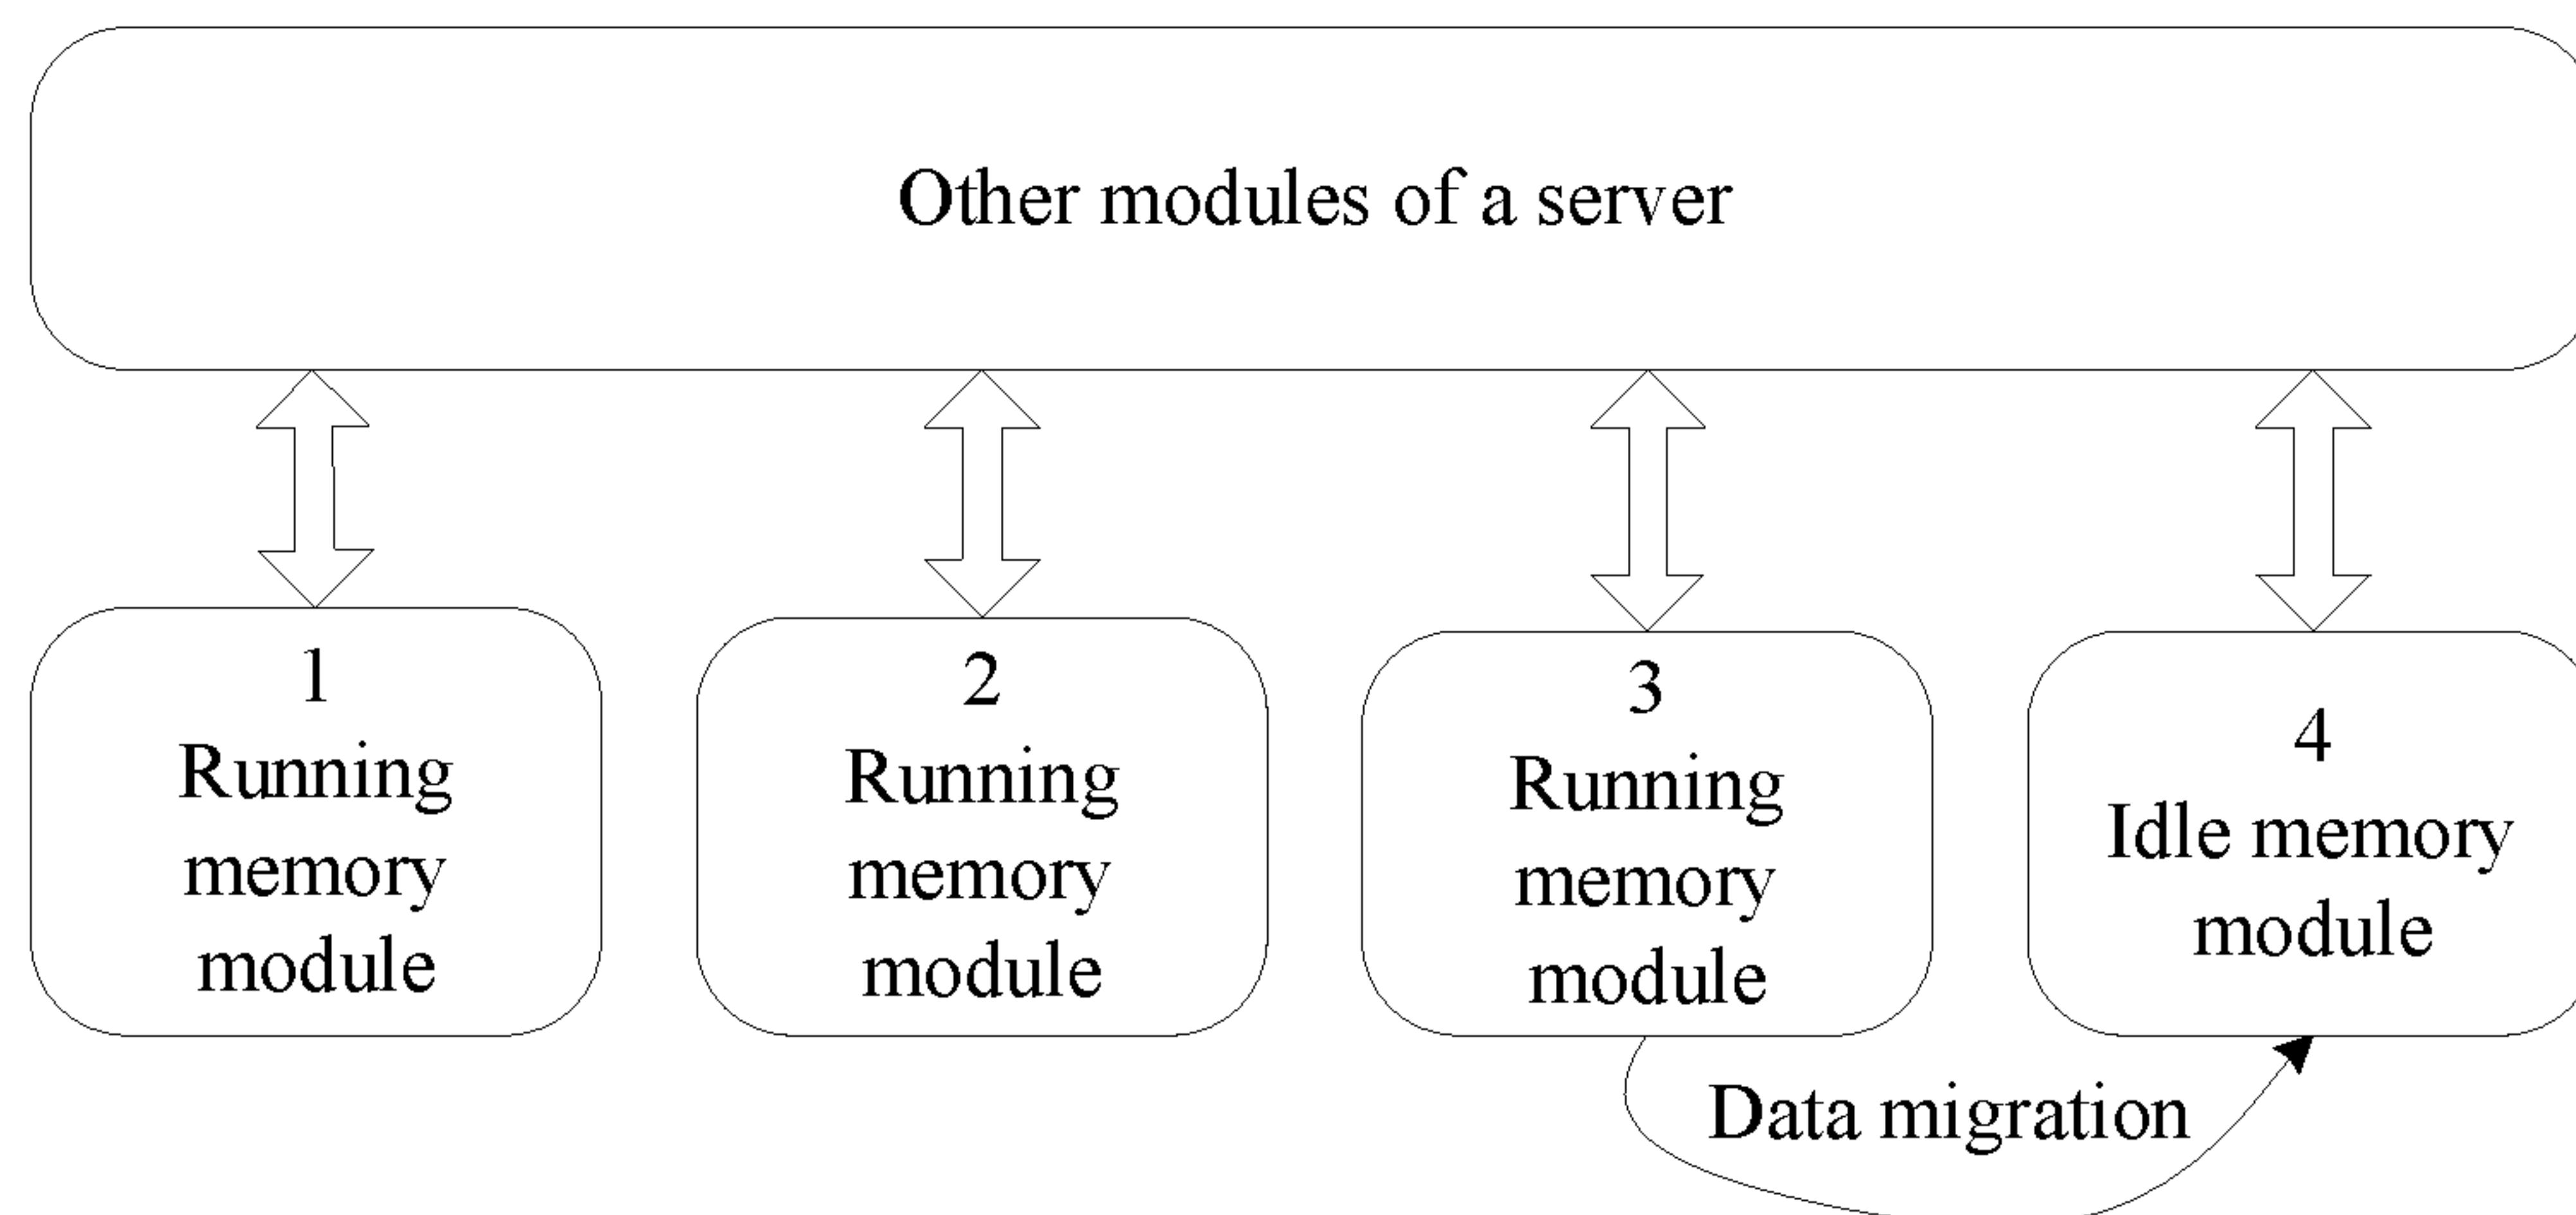 Other modules of a server
1
Running
memory
module
2
Running
memory
module
3
Running
memory
module
4
Idle memory
module
Data migration